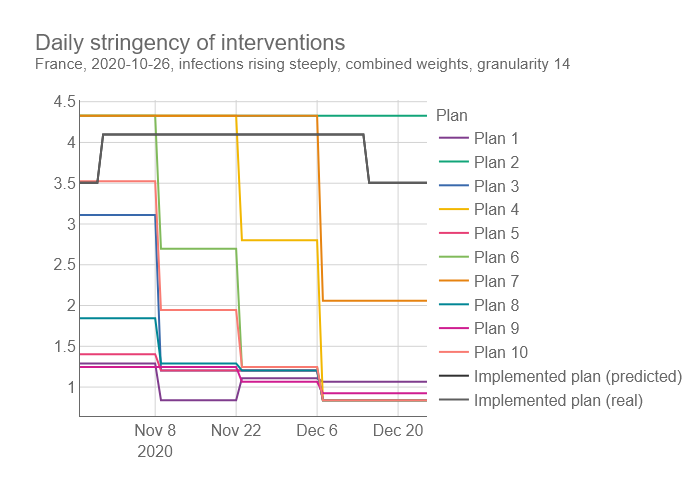 Daily stringency of interventions
France, 2020-10-26, infections rising steeply, combined weights, granularity 14
4.5
4
3.5
3
2.5
2
1.5
1
Nov 8
2020
Nov 22
Dec 6
Dec 20
Plan
Plan 1
Plan 2
Plan 3
Plan 4
Plan 5
Plan 6
Plan 7
Plan 8
Plan 9
Plan 10
Implemented plan (predicted)
Implemented plan (real)